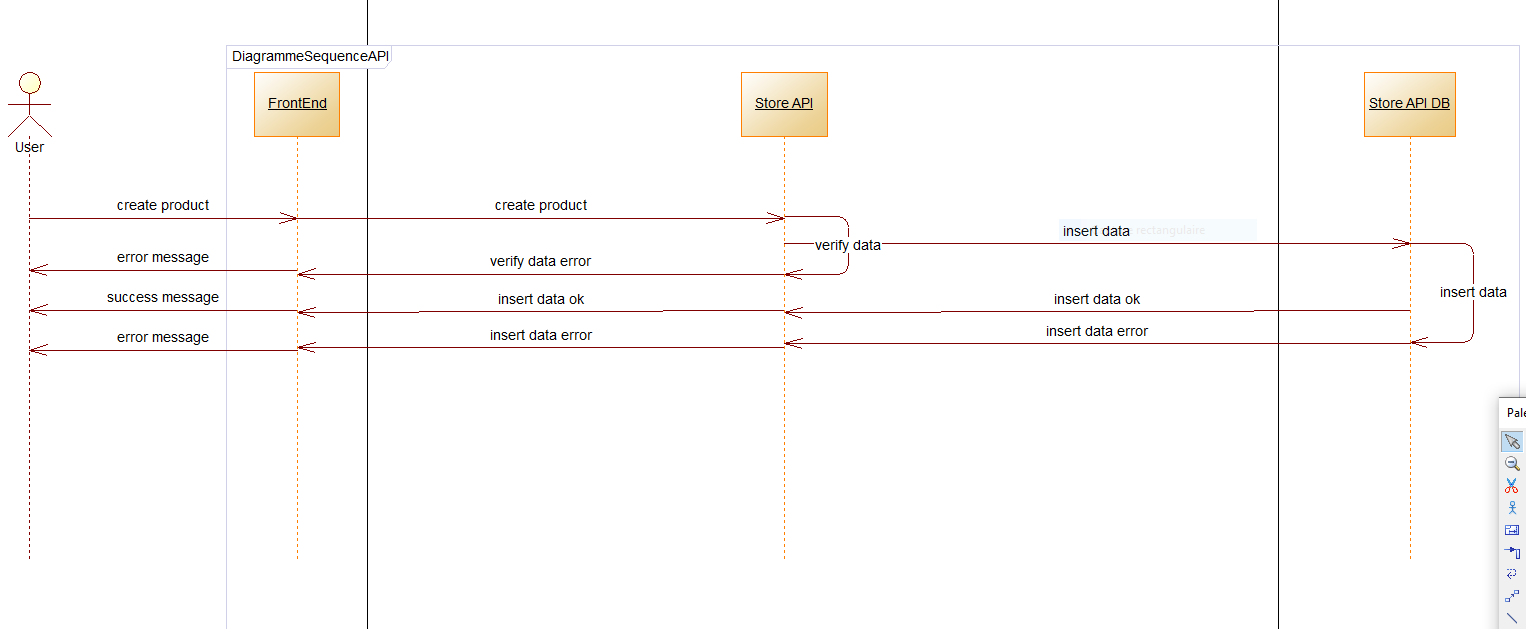 DiagrammeSequenceAPI
FrontEnd
Store API
Store API DB
User
create product
create product
insert data
rectangulaire
verify data
error message
verify data error
success message
insert data ok
insert data ok
insert data
error message
insert data error
insert data error
Pale